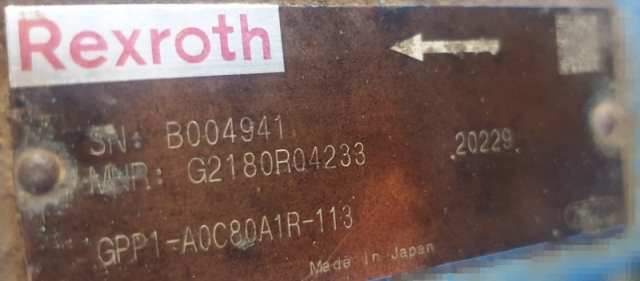 Rexroth
SN: B004941
MNR: G2180R04233
20229
GPP1-A0C80A1R-113
Made in Japan